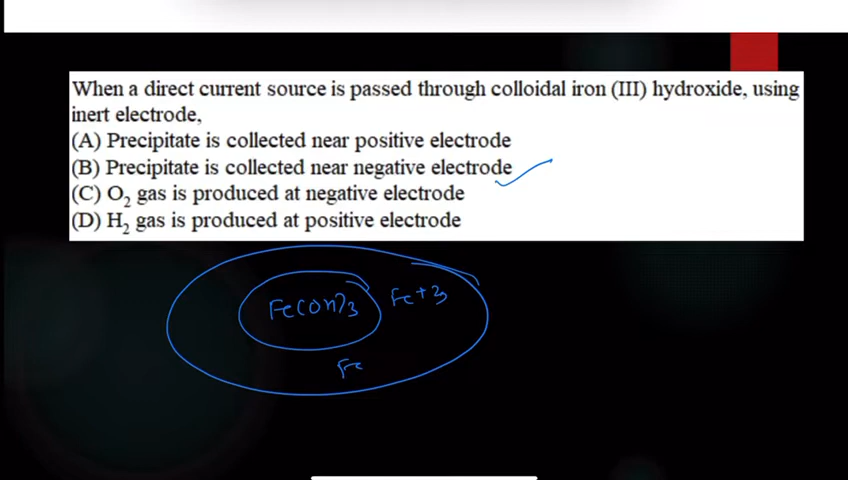 When a direct current source is passed through colloidal iron (III) hydroxide, using
inert electrode,
(A) Precipitate is collected near positive electrode
(B) Precipitate is collected near negative electrode
(C) O₂ gas is produced at negative electrode
(D) H₂ gas is produced at positive electrode
Fe(OH)3 Fe+3
Fe